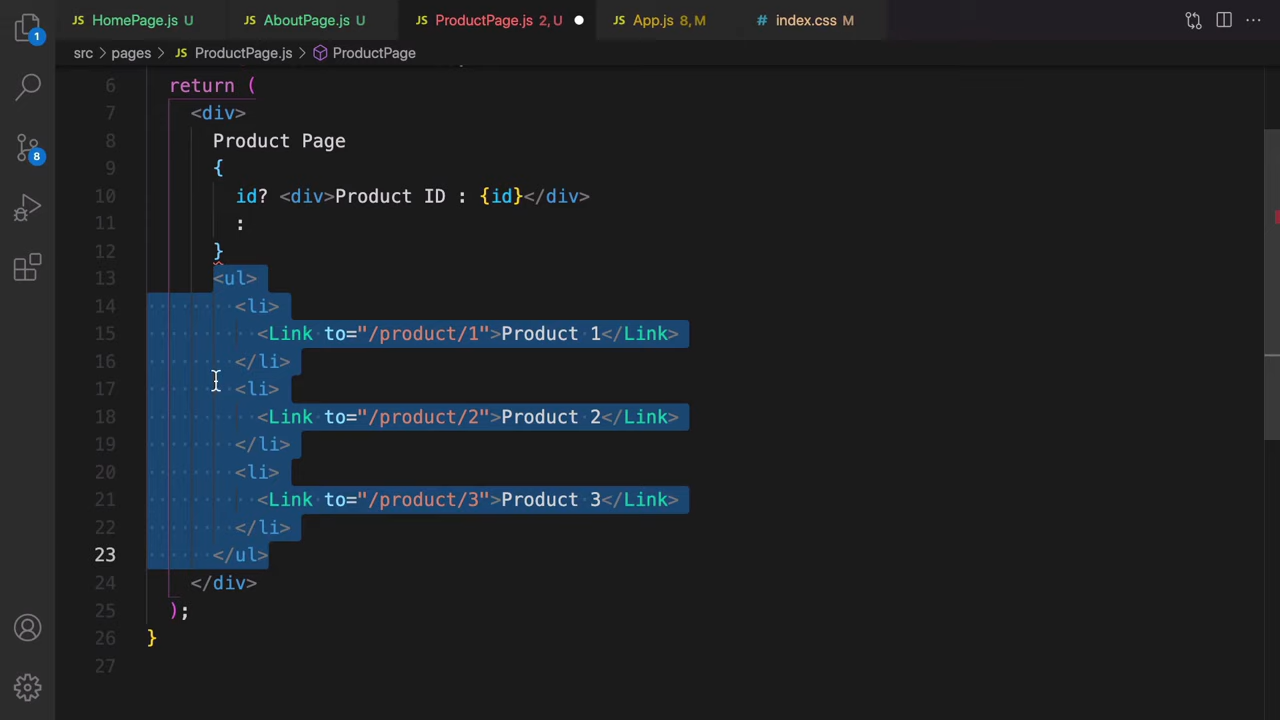 JS HomePage.js U JS AboutPage.js U JS ProductPage.js 2, U JS App.js 8, M # index.css M
src > pages > JS ProductPage.js > ProductPage
1
8
6 return (
7 <div>
8 Product Page
9 {
10 id? <div>Product ID : {id}</div>
11 :
12 }
13 <ul>
14 <li>
15 <Link to="/product/1">Product 1</Link>
16 </li>
17 <li>
18 <Link to="/product/2">Product 2</Link>
19 </li>
20 <li>
21 <Link to="/product/3">Product 3</Link>
22 </li>
23 </ul>
24 </div>
25 );
26 }
27